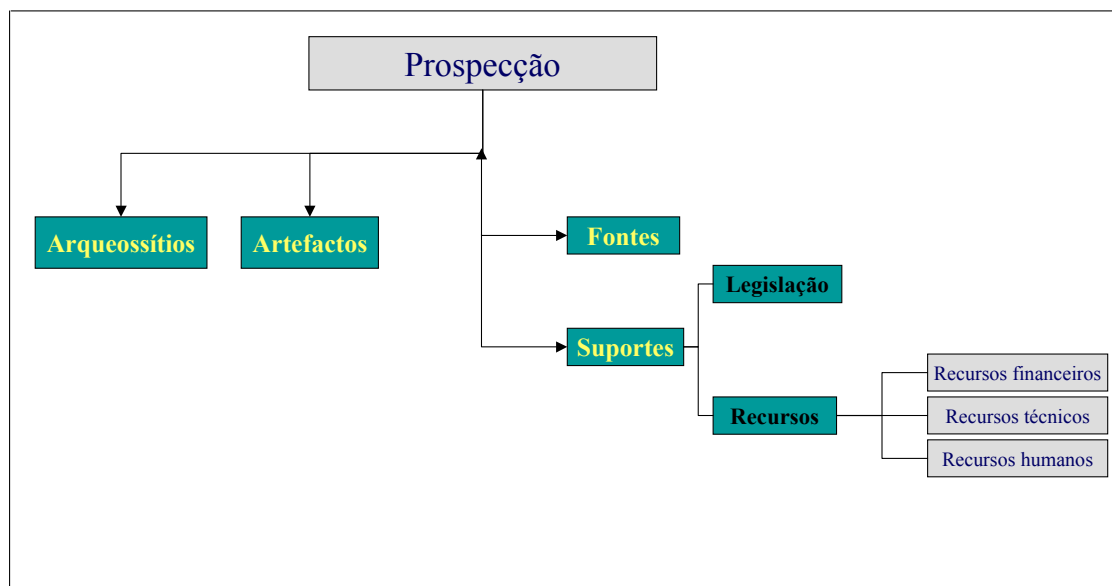 Prospecção
Arqueossítios
Artefactos
Fontes
Legislação
Suportes
Recursos financeiros
Recursos
Recursos técnicos
Recursos humanos